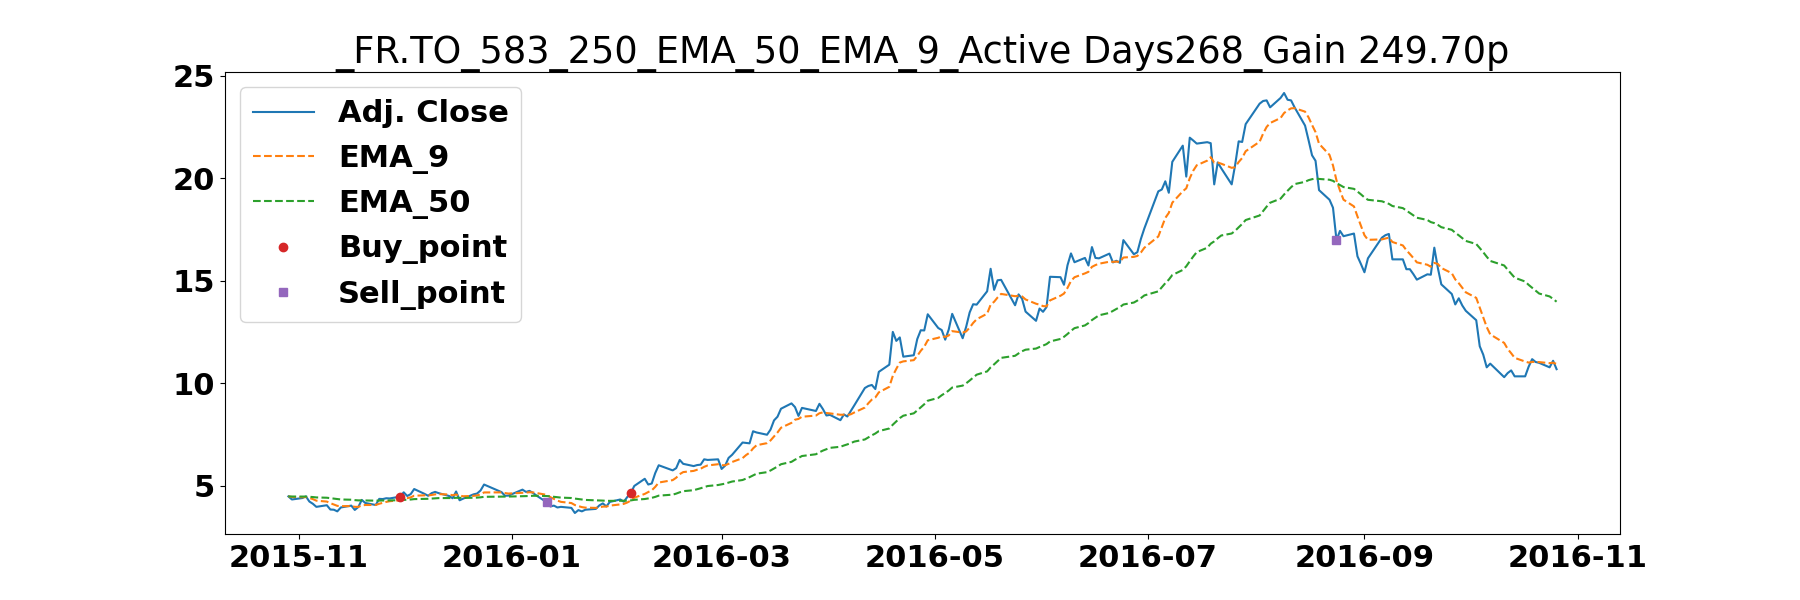 _FR.TO_583_250_EMA_50_EMA_9_Active Days268_Gain 249.70p
25
20
15
10
5
Adj. Close
EMA_9
EMA_50
Buy_point
Sell_point
2015-11 2016-01 2016-03 2016-05 2016-07 2016-09 2016-11